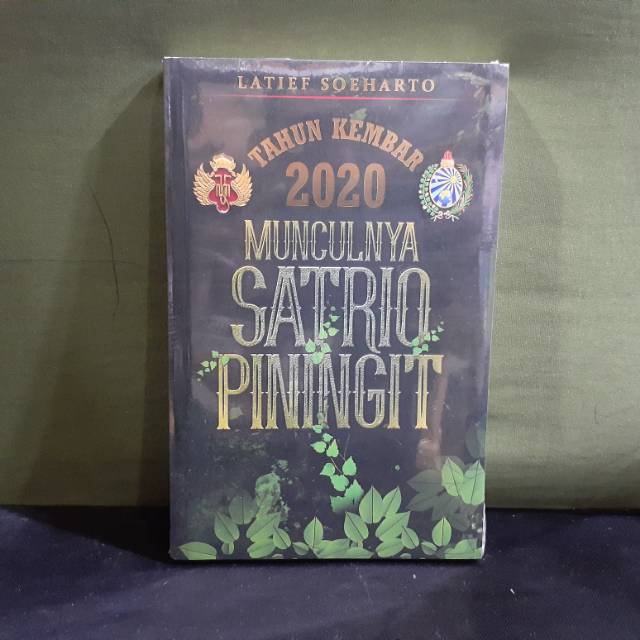 LATIEF SOEHARTO
TAHUN KEMBAR
2020
MUNCULNYA
SATRIO
PININGIT